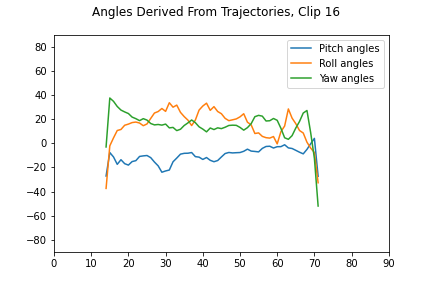 Angles Derived From Trajectories, Clip 16
Pitch angles
Roll angles
Yaw angles
80
60
40
20
0
−20
−40
−60
−80
0 10 20 30 40 50 60 70 80 90